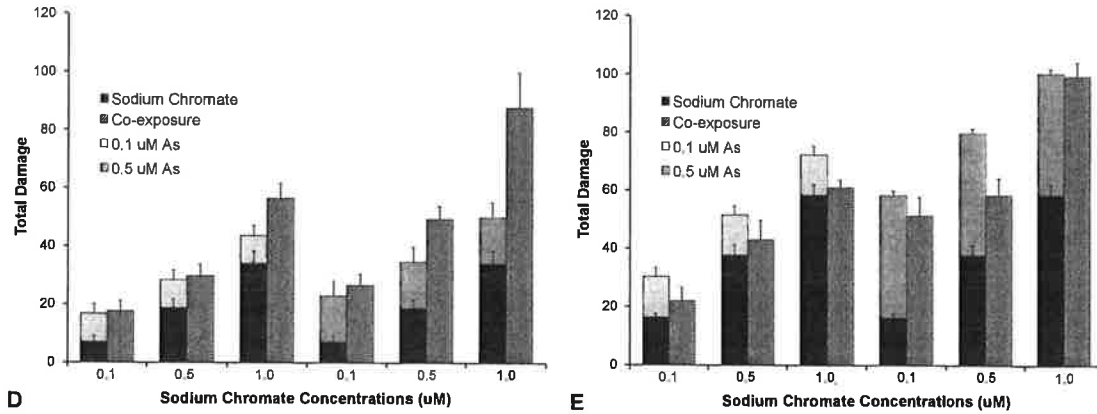 120
100
80
60
40
20
0
Total Damage
Sodium Chromate
Co-exposure
0.1 uM As
0.5 uM As
0.1 0.5 1.0 0.1 0.5 1.0
Sodium Chromate Concentrations (uM)
D
120
100
80
60
40
20
0
Total Damage
Sodium Chromate
Co-exposure
0.1 uM As
0.5 uM As
0.1 0.5 1.0 0.1 0.5 1.0
Sodium Chromate Concentrations (uM)
E